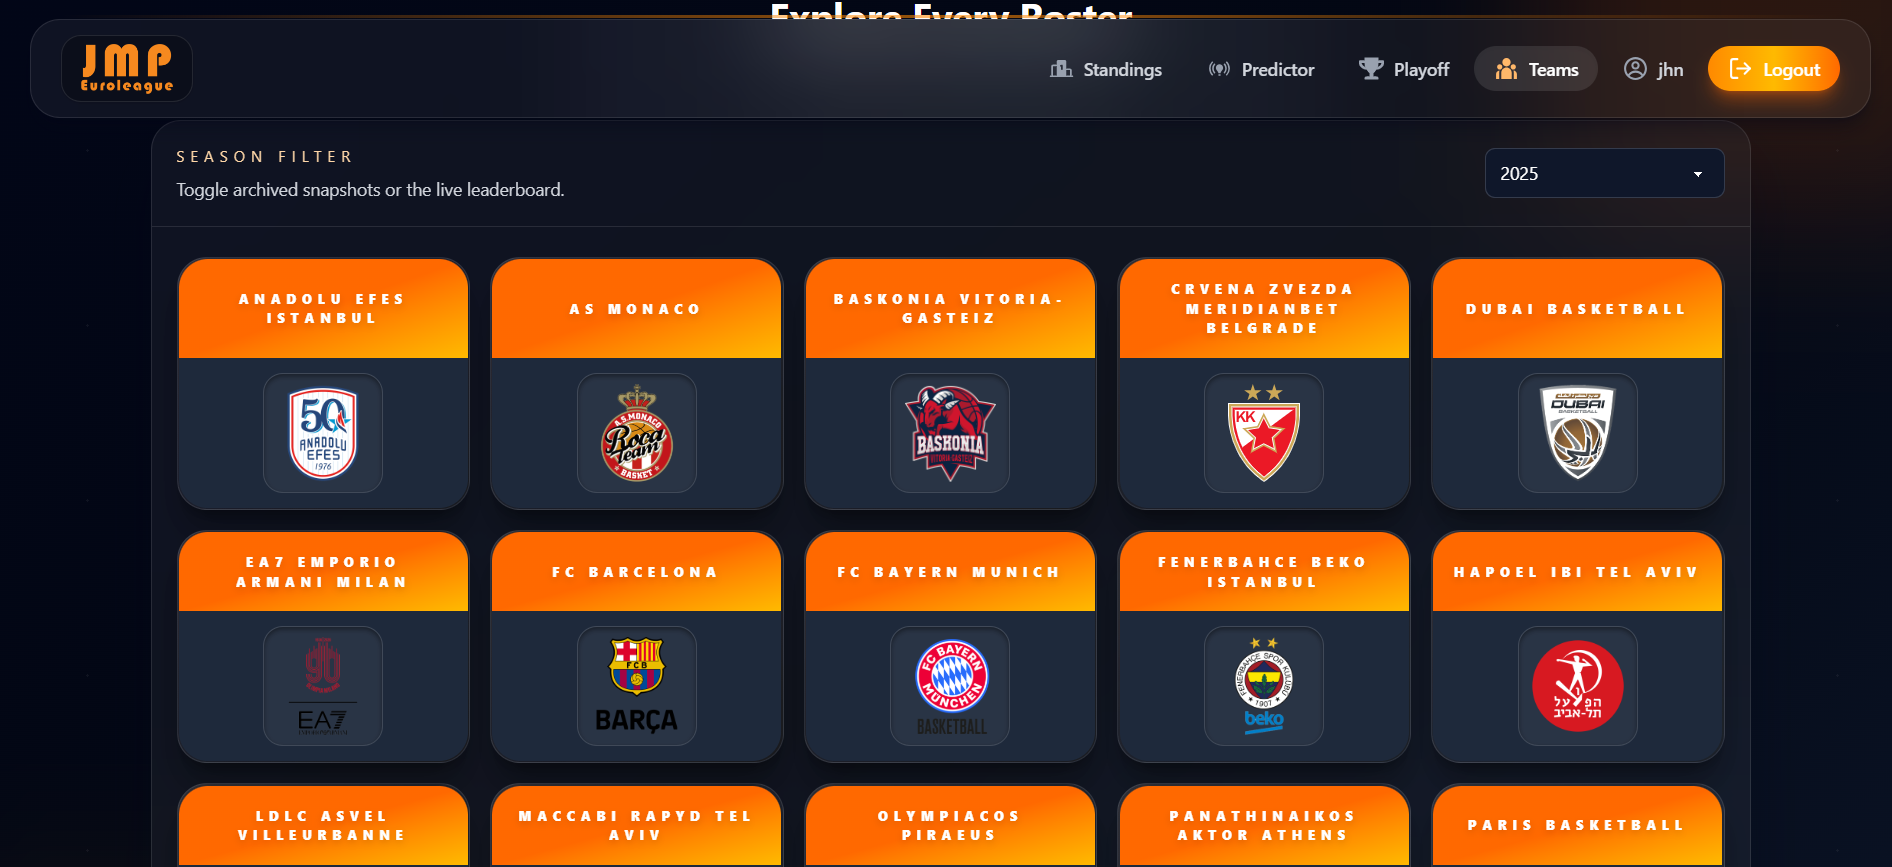 Explore Every Roster
JMP
Euroleague
Standings
Predictor
Playoff
Teams
jhn
Logout
SEASON FILTER
Toggle archived snapshots or the live leaderboard.
2025
ANADOLU EFES
ISTANBUL
AS MONACO
BASKONIA VITORIA-
GASTEIZ
CRVENA ZVEZDA
MERIDIANBET
BELGRADE
DUBAI BASKETBALL
50
ANADOLU
EFES
1976
A.S.MONACO
Roca
Team
BASKET
BASKONIA
VITORIA-GASTEIZ
KK
DUBAI
BASKETBALL
EA7 EMPORIO
ARMANI MILAN
FC BARCELONA
FC BAYERN MUNICH
FENERBAHCE BEKO
ISTANBUL
HAPOEL IBI TEL AVIV
90
EA7
FCB
BARÇA
FC BAYERN
MÜNCHEN
BASKETBALL
FENERBAHÇE SPOR KULÜBÜ
1907
beko
הפועל
תל-אביב
LDLC ASVEL
VILLEURBANNE
MACCABI RAPYD TEL
AVIV
OLYMPIACOS
PIRAEUS
PANATHINAIKOS
AKTOR ATHENS
PARIS BASKETBALL